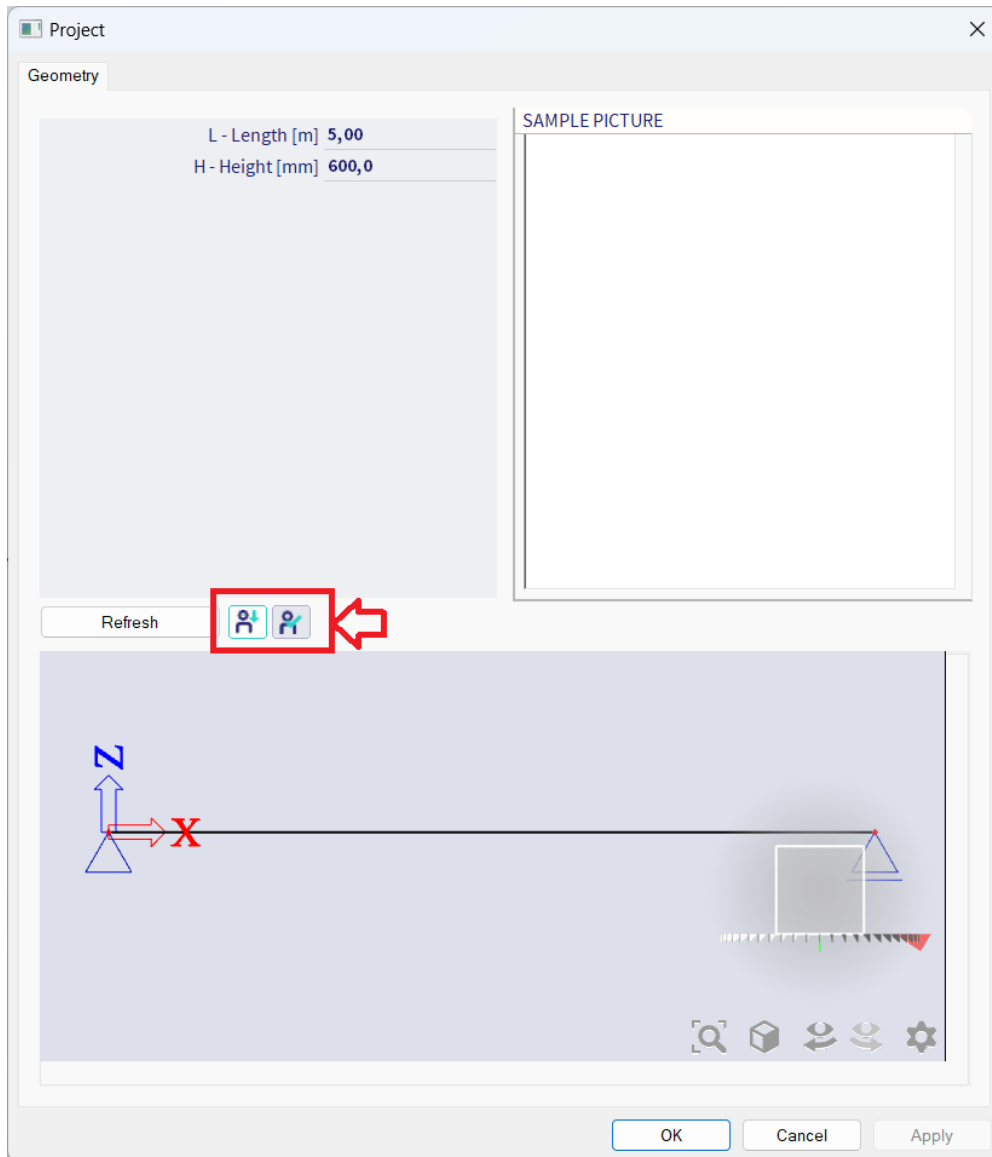 Project
Geometry
L - Length [m] 5,00
H - Height [mm] 600,0
SAMPLE PICTURE
Refresh
Z
X
OK
Cancel
Apply